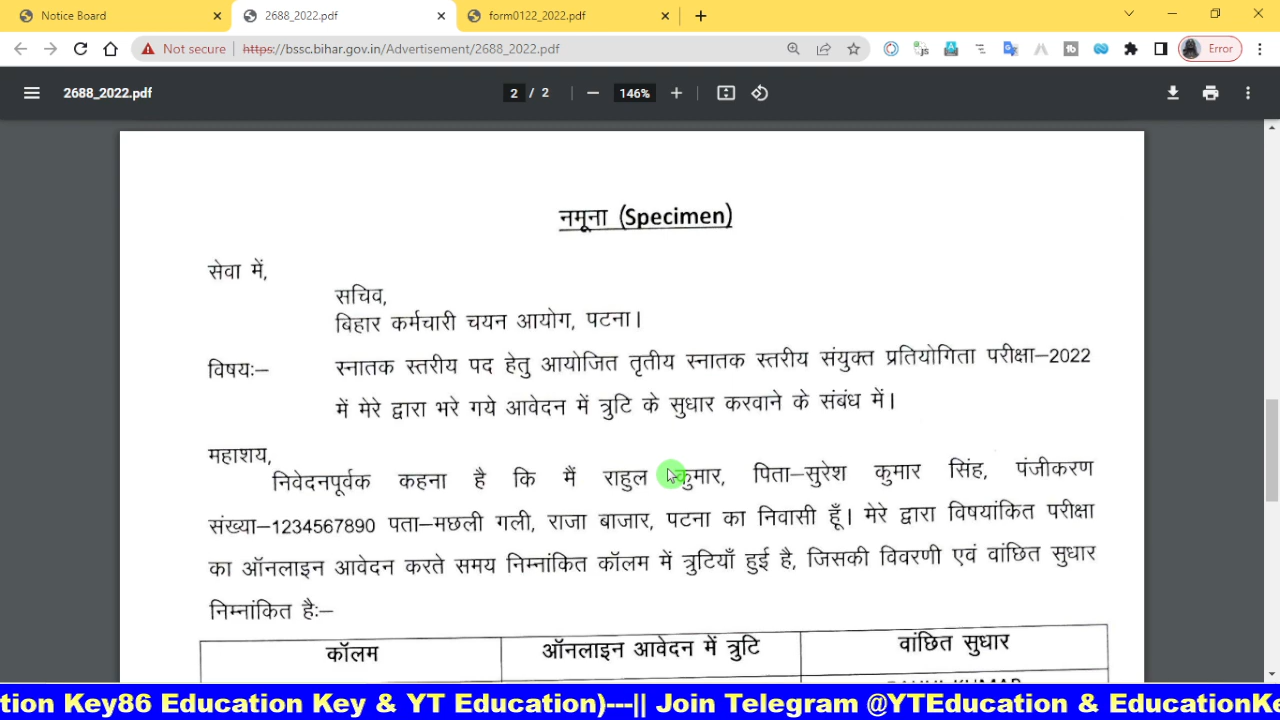 Notice Board
2688_2022.pdf
form0122_2022.pdf
Not secure
https://bssc.bihar.gov.in/Advertisement/2688_2022.pdf
Error
2688_2022.pdf
2 / 2
146%
नमूना (Specimen)
सेवा में,
सचिव,
बिहार कर्मचारी चयन आयोग, पटना।
विषयः– स्नातक स्तरीय पद हेतु आयोजित तृतीय स्नातक स्तरीय संयुक्त प्रतियोगिता परीक्षा–2022
में मेरे द्वारा भरे गये आवेदन में त्रुटि के सुधार करवाने के संबंध में।
महाशय,
निवेदनपूर्वक कहना है कि मैं राहुल कुमार, पिता–सुरेश कुमार सिंह, पंजीकरण
संख्या–1234567890 पता–मछली गली, राजा बाजार, पटना का निवासी हूँ। मेरे द्वारा विषयांकित परीक्षा
का ऑनलाइन आवेदन करते समय निम्नांकित कॉलम में त्रुटियाँ हुई है, जिसकी विवरणी एवं वांछित सुधार
निम्नांकित हैः–
कॉलम ऑनलाइन आवेदन में त्रुटि वांछित सुधार
tion Key86 Education Key & YT Education)---|| Join Telegram @YTEducation & EducationKe